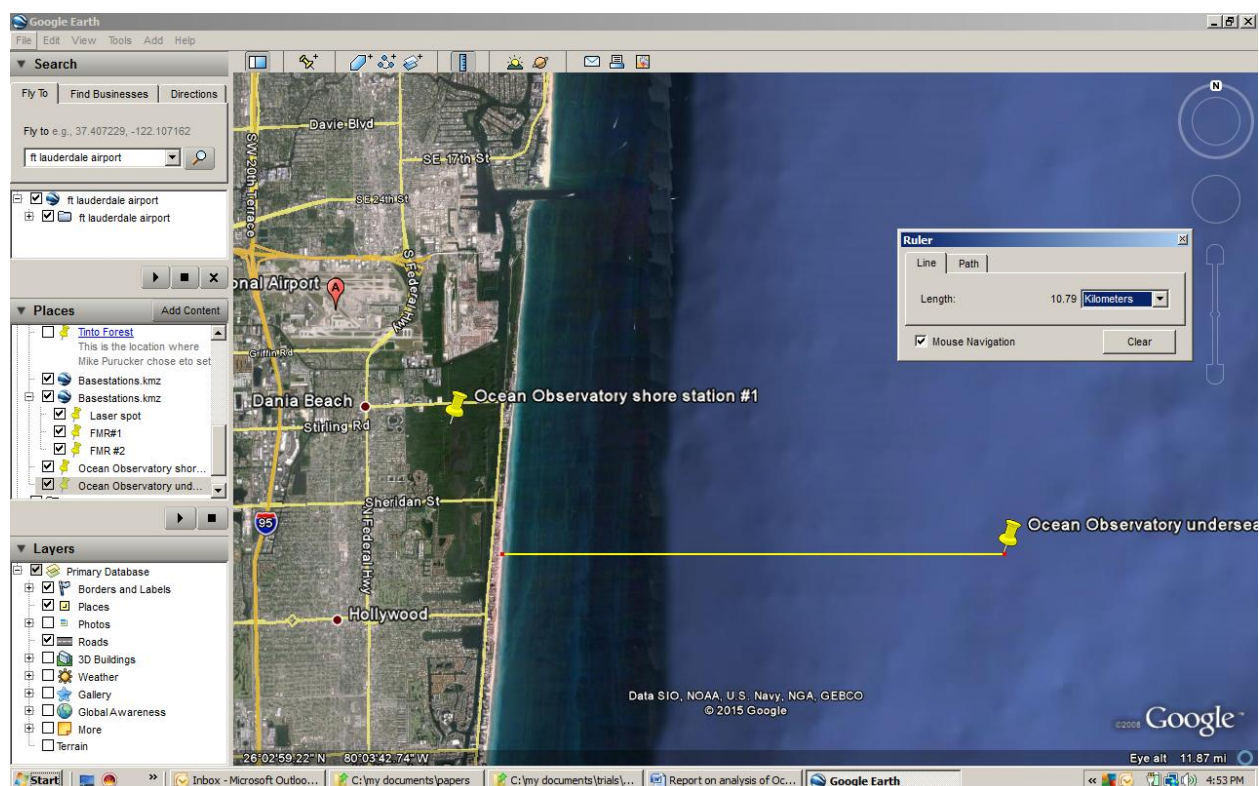 Google Earth
File Edit View Tools Add Help
Search
Fly To Find Businesses Directions
Fly to e.g., 37.407229, -122.107162
ft lauderdale airport
ft lauderdale airport
ft lauderdale airport
Places Add Content
Tinto Forest
This is the location where
Mike Purucker chose eto set
Basestations.kmz
Basestations.kmz
Laser spot
FMR#1
FMR #2
Ocean Observatory shor...
Ocean Observatory und...
Layers
Primary Database
Borders and Labels
Places
Photos
Roads
3D Buildings
Weather
Gallery
Global Awareness
More
Terrain
Davie Blvd
SE 17th St
SW 20th Terrace
SE 24th St
S Federal Hwy
onal Airport
A
Griffin Rd
Dania Beach
Ocean Observatory shore station #1
Stirling Rd
Sheridan St
95
N Federal Hwy
Hollywood
Ocean Observatory undersea
N
Ruler
Line Path
Length: 10.79 Kilometers
Mouse Navigation Clear
Data SIO, NOAA, U.S. Navy, NGA, GEBCO
© 2015 Google
©2008 Google
26°02'59.22" N 80°03'42.74" W
Eye alt 11.87 mi
Start Inbox - Microsoft Outloo... C:\my documents\papers C:\my documents\trials\... Report on analysis of Oc... Google Earth 4:53 PM